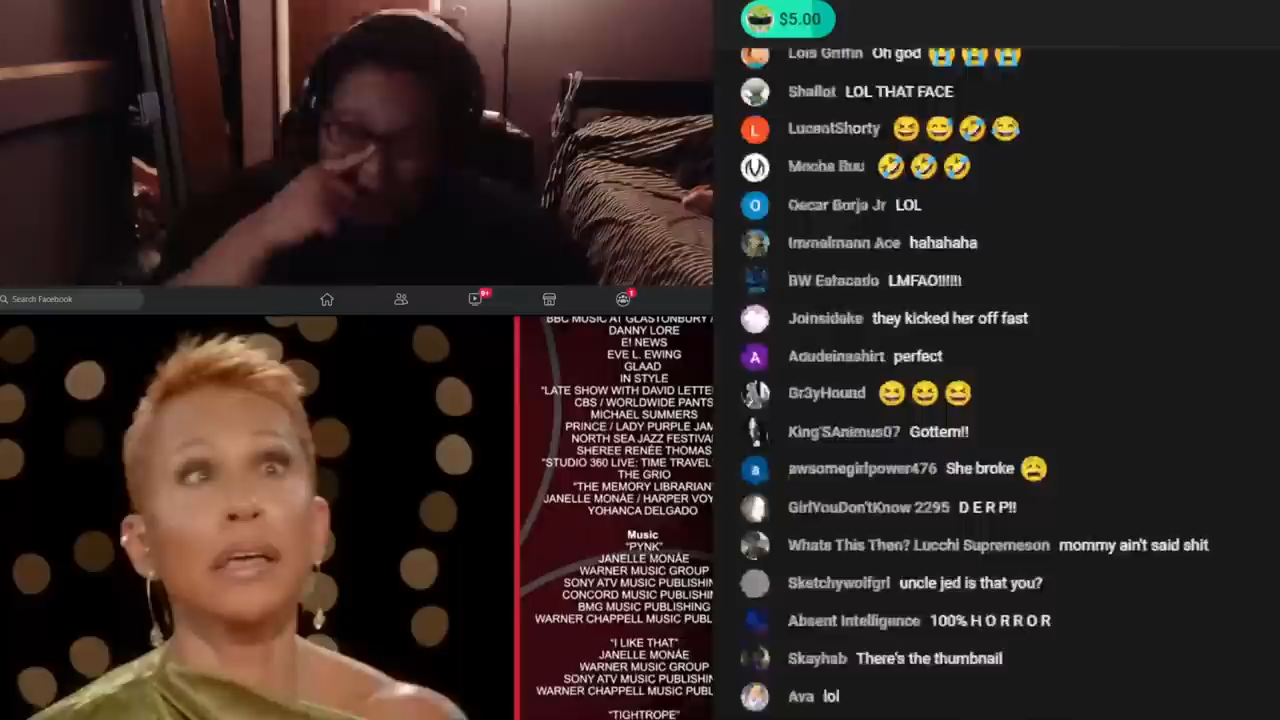 Search Facebook
9+
1
BBC MUSIC AT GLASTONBURY /
DANNY LORE
E! NEWS
EVE L. EWING
GLAAD
IN STYLE
"LATE SHOW WITH DAVID LETTE
CBS / WORLDWIDE PANTS
MICHAEL SUMMERS
PRINCE / LADY PURPLE JAM
NORTH SEA JAZZ FESTIVA
SHEREE RENÉE THOMAS
"STUDIO 360 LIVE: TIME TRAVEL
THE GRIO
"THE MEMORY LIBRARIAN
JANELLE MONÁE / HARPER VOY
YOHANCA DELGADO
Music
"PYNK"
JANELLE MONÁE
WARNER MUSIC GROUP
SONY ATV MUSIC PUBLISHIN
CONCORD MUSIC PUBLISHING
BMG MUSIC PUBLISHING
WARNER CHAPPELL MUSIC PUBL
"I LIKE THAT"
JANELLE MONÁE
WARNER MUSIC GROUP
SONY ATV MUSIC PUBLISHIN
WARNER CHAPPELL MUSIC PUBL
"TIGHTROPE"
$5.00
Lois Griffin Oh god 😭 😭 😭
Shallot LOL THAT FACE
L LucentShorty 😆 😅 🤣 😂
Mocha Buu 🤣 🤣 🤣
O Oscar Borja Jr LOL
Immelmann Ace hahahaha
BW Estacado LMFAO!!!!!!
Joinsideke they kicked her off fast
A Acudeinashirt perfect
Gr3yHound 😆 😆 😆
King'SAnimus07 Gottem!!
a awsomegirlpower476 She broke 😩
GirlYouDon'tKnow 2295 D E R P!!
Whats This Then? Lucchi Supremeson mommy ain't said shit
Sketchywolfgrl uncle jed is that you?
Absent Intelligence 100% H O R R O R
Skayhab There's the thumbnail
Ava lol